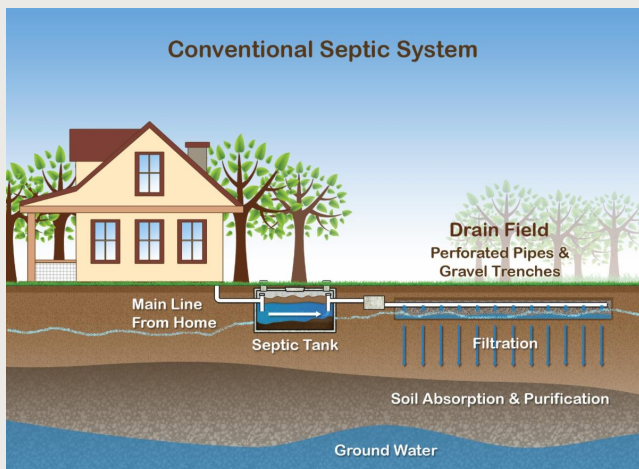 Conventional Septic System
Drain Field
Perforated Pipes &
Gravel Trenches
Main Line
From Home
Septic Tank
Filtration
Soil Absorption & Purification
Ground Water